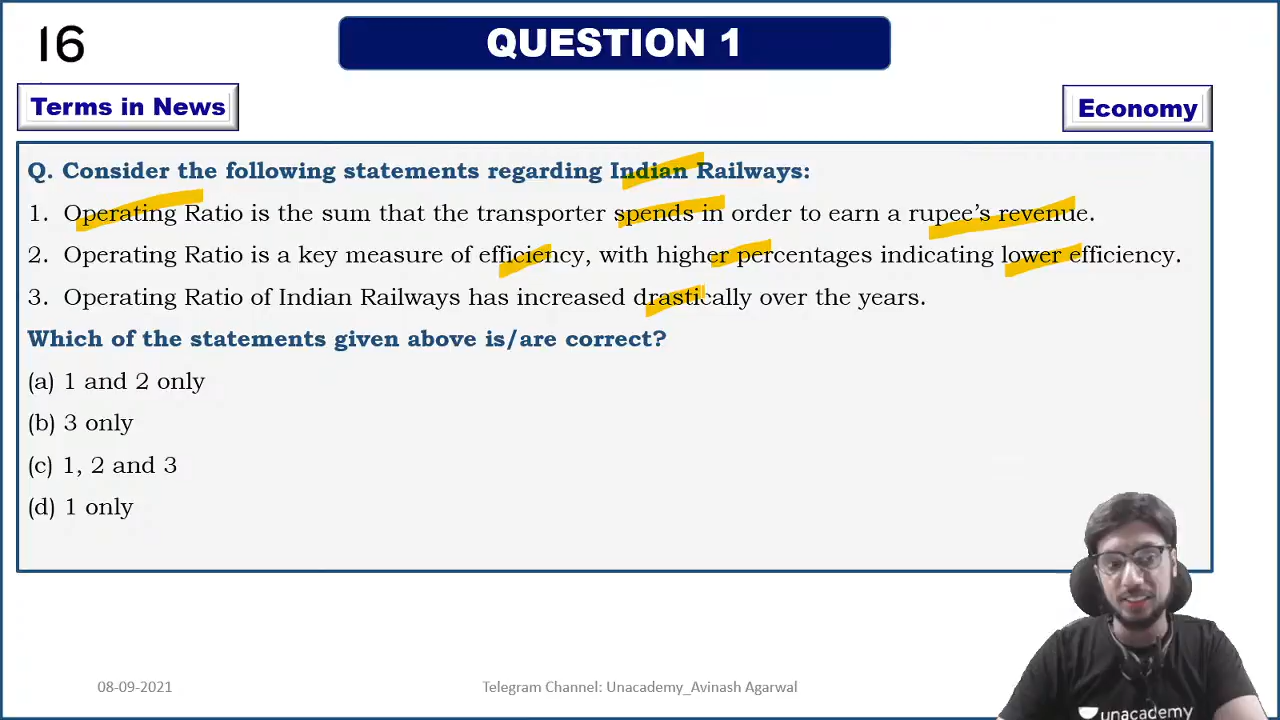 16
QUESTION 1
Terms in News
Economy
Q. Consider the following statements regarding Indian Railways:
1. Operating Ratio is the sum that the transporter spends in order to earn a rupee's revenue.
2. Operating Ratio is a key measure of efficiency, with higher percentages indicating lower efficiency.
3. Operating Ratio of Indian Railways has increased drastically over the years.
Which of the statements given above is/are correct?
(a) 1 and 2 only
(b) 3 only
(c) 1, 2 and 3
(d) 1 only
08-09-2021
Telegram Channel: Unacademy_Avinash Agarwal
unacademy